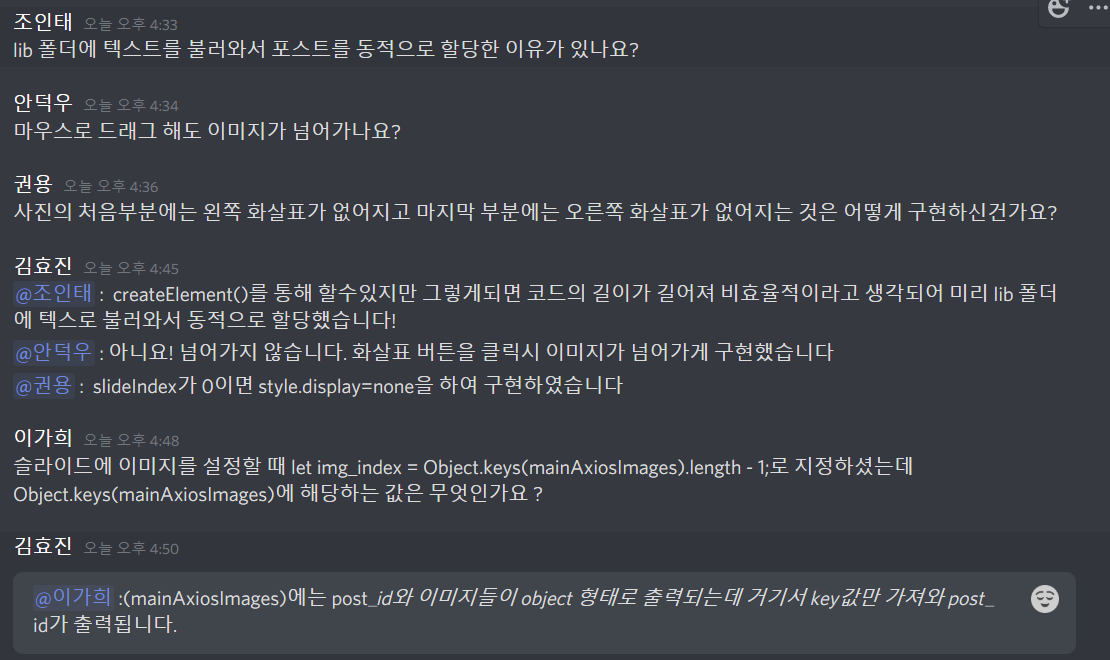 조인태 오늘 오후 4:33
lib 폴더에 텍스트를 불러와서 포스트를 동적으로 할당한 이유가 있나요?
안덕우 오늘 오후 4:34
마우스로 드래그 해도 이미지가 넘어가나요?
권용 오늘 오후 4:36
사진의 처음부분에는 왼쪽 화살표가 없어지고 마지막 부분에는 오른쪽 화살표가 없어지는 것은 어떻게 구현하신건가요?
김효진 오늘 오후 4:45
@조인태 : createElement()를 통해 할수있지만 그렇게되면 코드의 길이가 길어져 비효율적이라고 생각되어 미리 lib 폴더
에 텍스로 불러와서 동적으로 할당했습니다!
@안덕우 : 아니요! 넘어가지 않습니다. 화살표 버튼을 클릭시 이미지가 넘어가게 구현했습니다
@권용 : slideIndex가 0이면 style.display=none을 하여 구현하였습니다
이가희 오늘 오후 4:48
슬라이드에 이미지를 설정할 때 let img_index = Object.keys(mainAxiosImages).length - 1;로 지정하셨는데
Object.keys(mainAxiosImages)에 해당하는 값은 무엇인가요 ?
김효진 오늘 오후 4:50
@이가희 :(mainAxiosImages)에는 post_id와 이미지들이 object 형태로 출력되는데 거기서 key값만 가져와 post_
id가 출력됩니다.